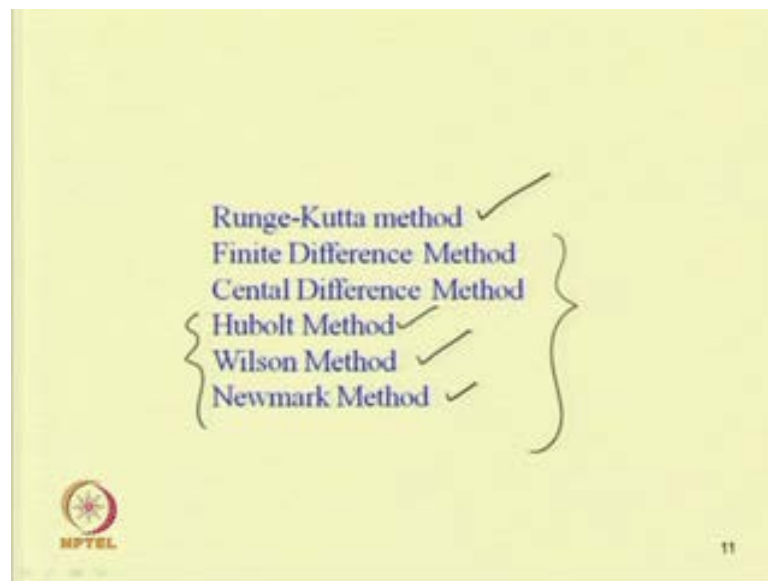 Runge-Kutta method
Finite Difference Method
Cental Difference Method
Hubolt Method
Wilson Method
Newmark Method
NPTEL
11